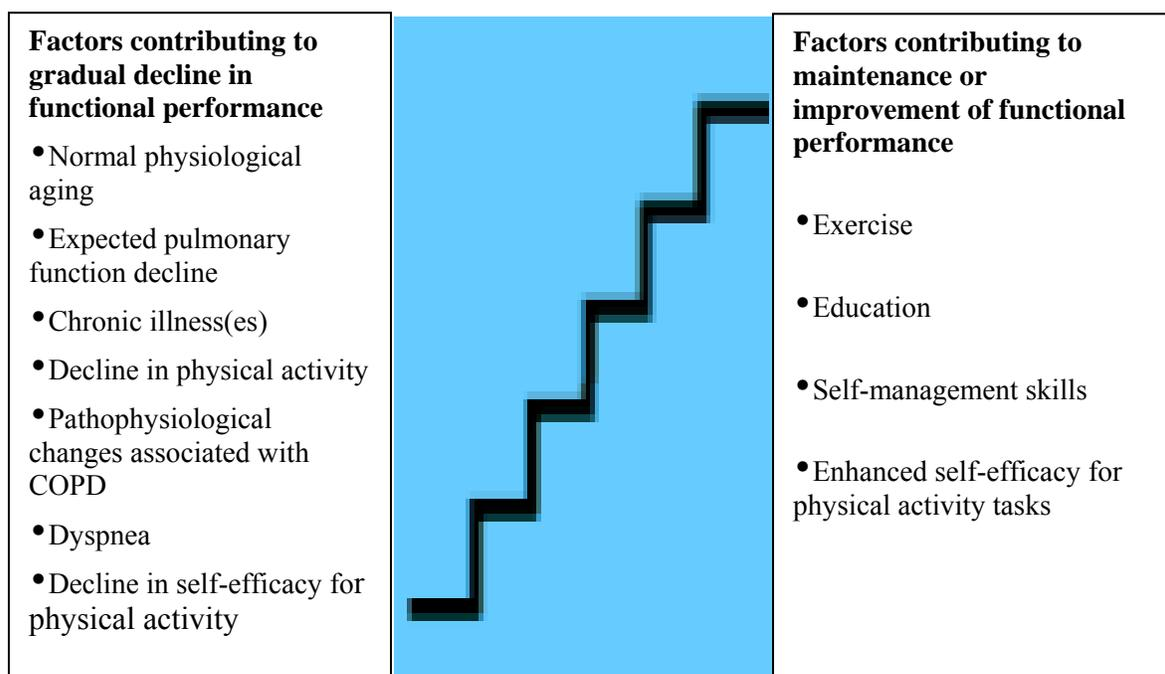 Factors contributing to
gradual decline in
functional performance
•Normal physiological
aging
•Expected pulmonary
function decline
•Chronic illness(es)
•Decline in physical activity
•Pathophysiological
changes associated with
COPD
•Dyspnea
•Decline in self-efficacy for
physical activity
Factors contributing to
maintenance or
improvement of functional
performance
•Exercise
•Education
•Self-management skills
•Enhanced self-efficacy for
physical activity tasks